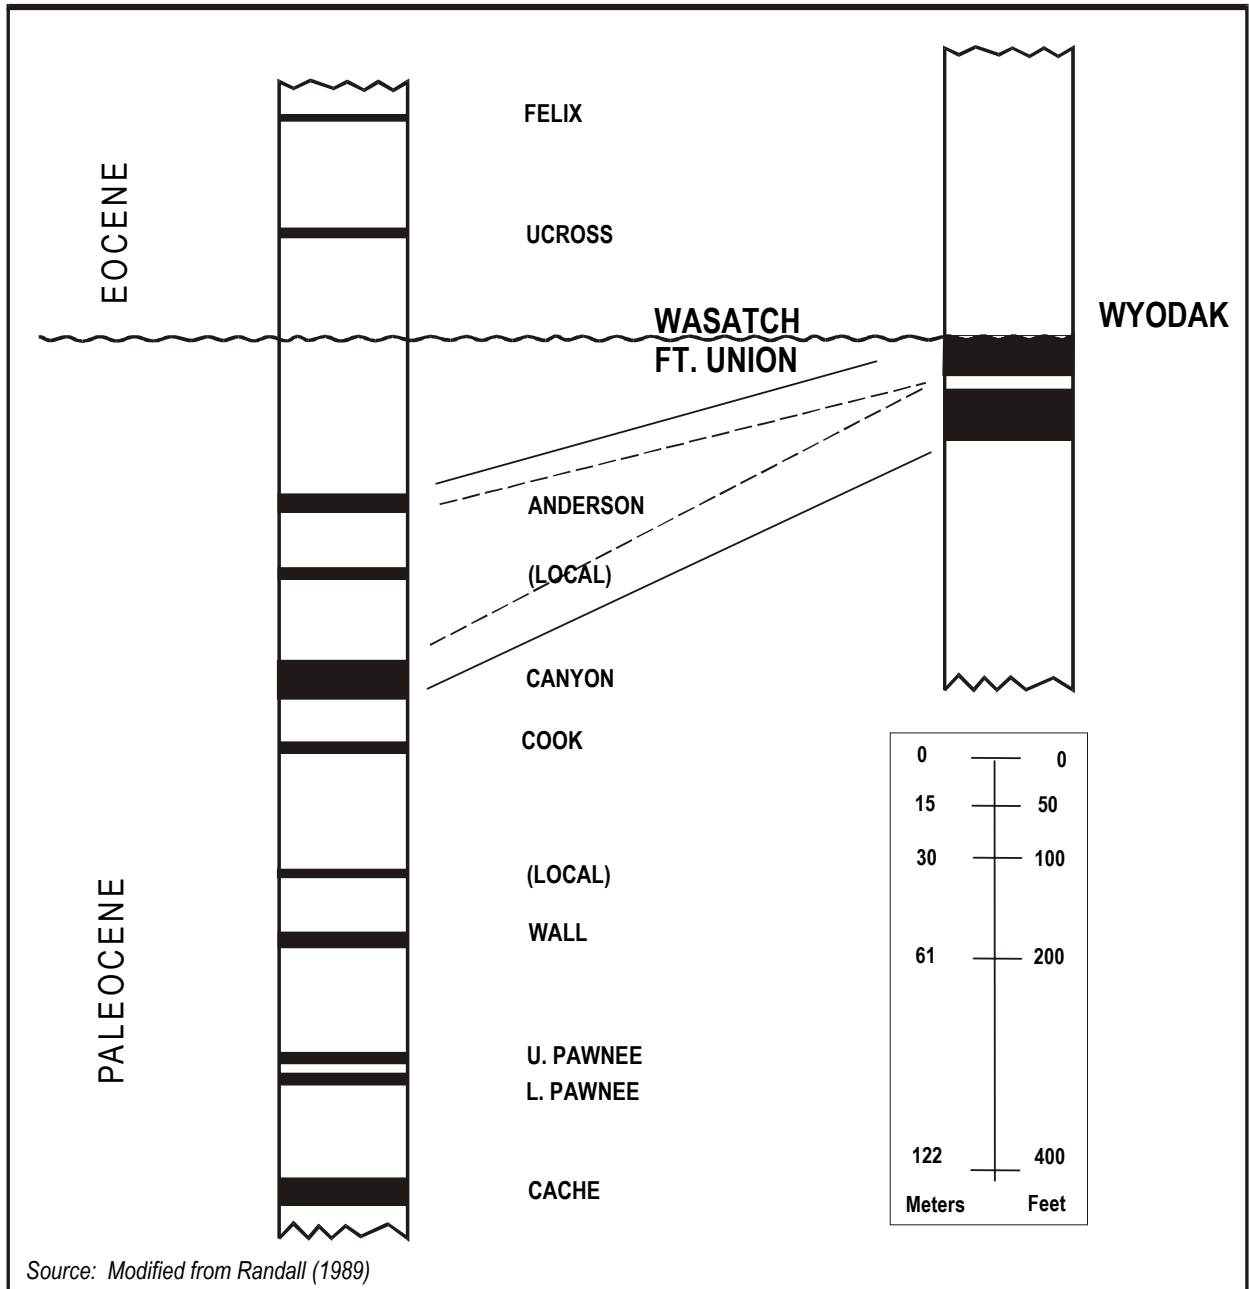 FELIX
EOCENE
UCROSS
WASATCH
WYODAK
FT. UNION
ANDERSON
(LOCAL)
CANYON
COOK
0 0
15 50
30 100
(LOCAL)
WALL
61 200
PALEOCENE
U. PAWNEE
L. PAWNEE
122 400
CACHE
Meters Feet
Source: Modified from Randall (1989)